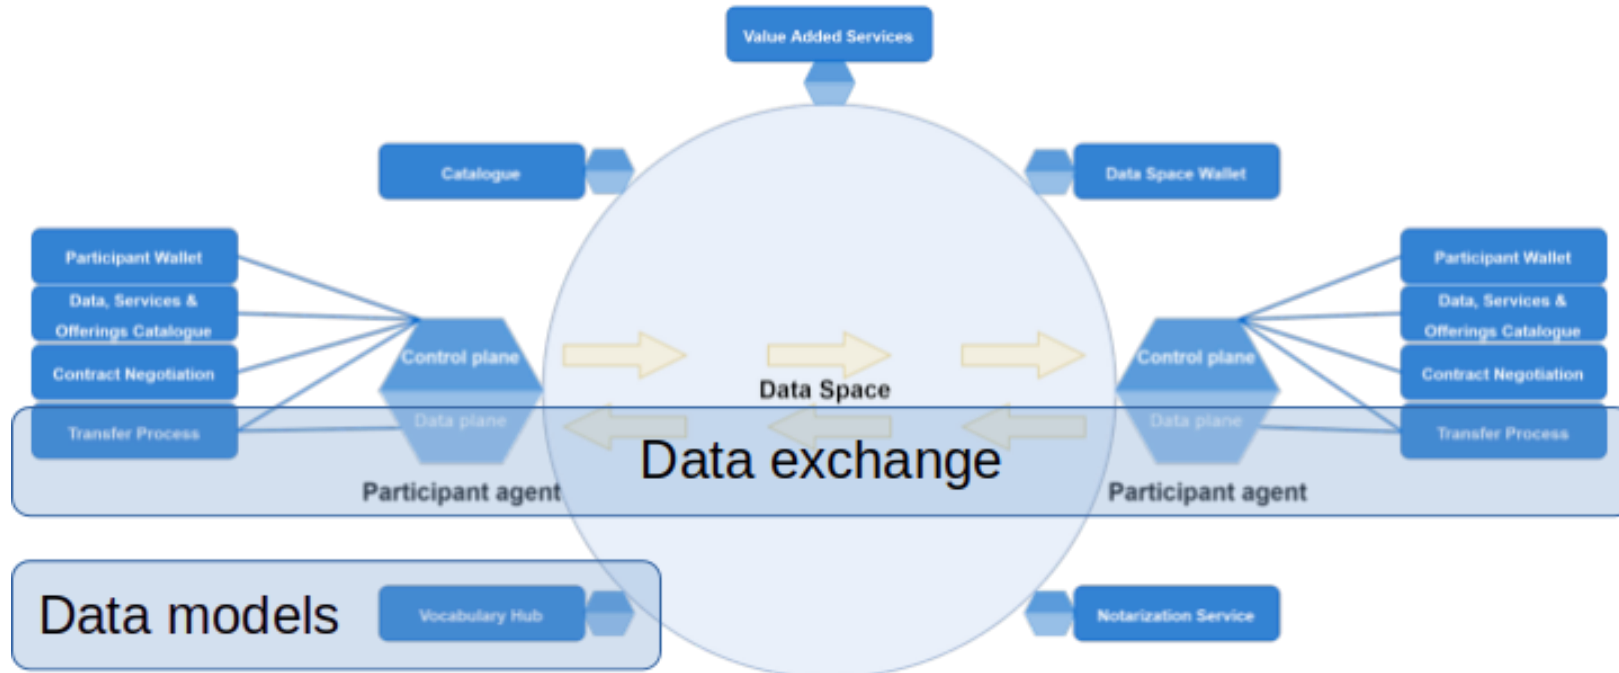 Value Added Services
Catalogue
Data Space Wallet
Participant Wallet
Data, Services &
Offerings Catalogue
Contract Negotiation
Transfer Process
Control plane
Data plane
Participant agent
Data Space
Data exchange
Participant Wallet
Data, Services &
Offerings Catalogue
Contract Negotiation
Transfer Process
Control plane
Data plane
Participant agent
Data models
Vocabulary Hub
Notarization Service